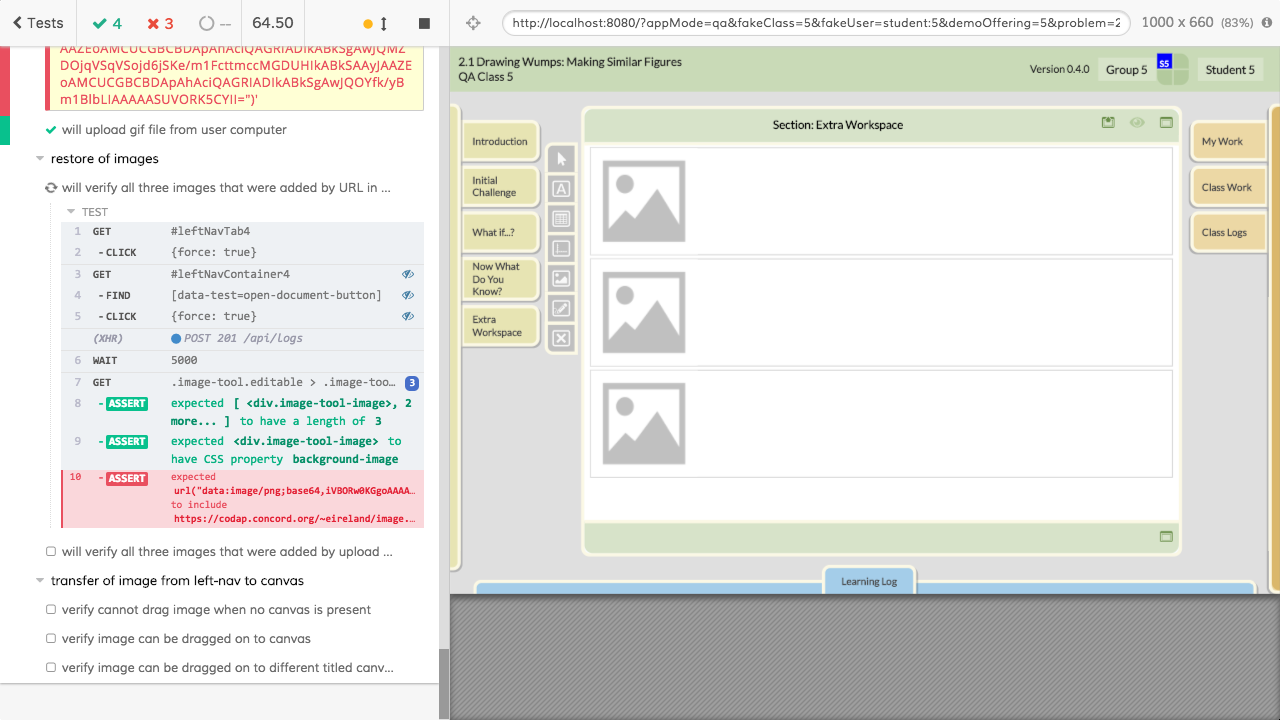 Tests 4 3 -- 64.50
http://localhost:8080/?appMode=qa&fakeClass=5&fakeUser=student:5&demoOffering=5&problem=2
1000 x 660 (83%)
DOjqVSqVSojd6jSKe/m1FcttmccMGDUHIkABkSAAyJAAZE
oAMCUCGBCBDApAhAciQAGRIADIkABkSgAwJQOYfk/yB
m1BlbLIAAAAASUVORK5CYII=")'
will upload gif file from user computer
restore of images
will verify all three images that were added by URL in ...
TEST
1 GET #leftNavTab4
2 -CLICK {force: true}
3 GET #leftNavContainer4
4 -FIND [data-test=open-document-button]
5 -CLICK {force: true}
(XHR) POST 201 /api/logs
6 WAIT 5000
7 GET .image-tool.editable > .image-too... 3
8 -ASSERT expected [ <div.image-tool-image>, 2
more... ] to have a length of 3
9 -ASSERT expected <div.image-tool-image> to
have CSS property background-image
10 -ASSERT expected
url("data:image/png;base64,iVBORw0KGgoAAAA...
to include
https://codap.concord.org/~eireland/image....
will verify all three images that were added by upload ...
transfer of image from left-nav to canvas
verify cannot drag image when no canvas is present
verify image can be dragged on to canvas
verify image can be dragged on to different titled canv...
2.1 Drawing Wumps: Making Similar Figures
QA Class 5
Version 0.4.0
Group 5
S5
Student 5
Introduction
Initial
Challenge
What if...?
Now What
Do You
Know?
Extra
Workspace
A
Section: Extra Workspace
My Work
Class Work
Class Logs
Learning Log